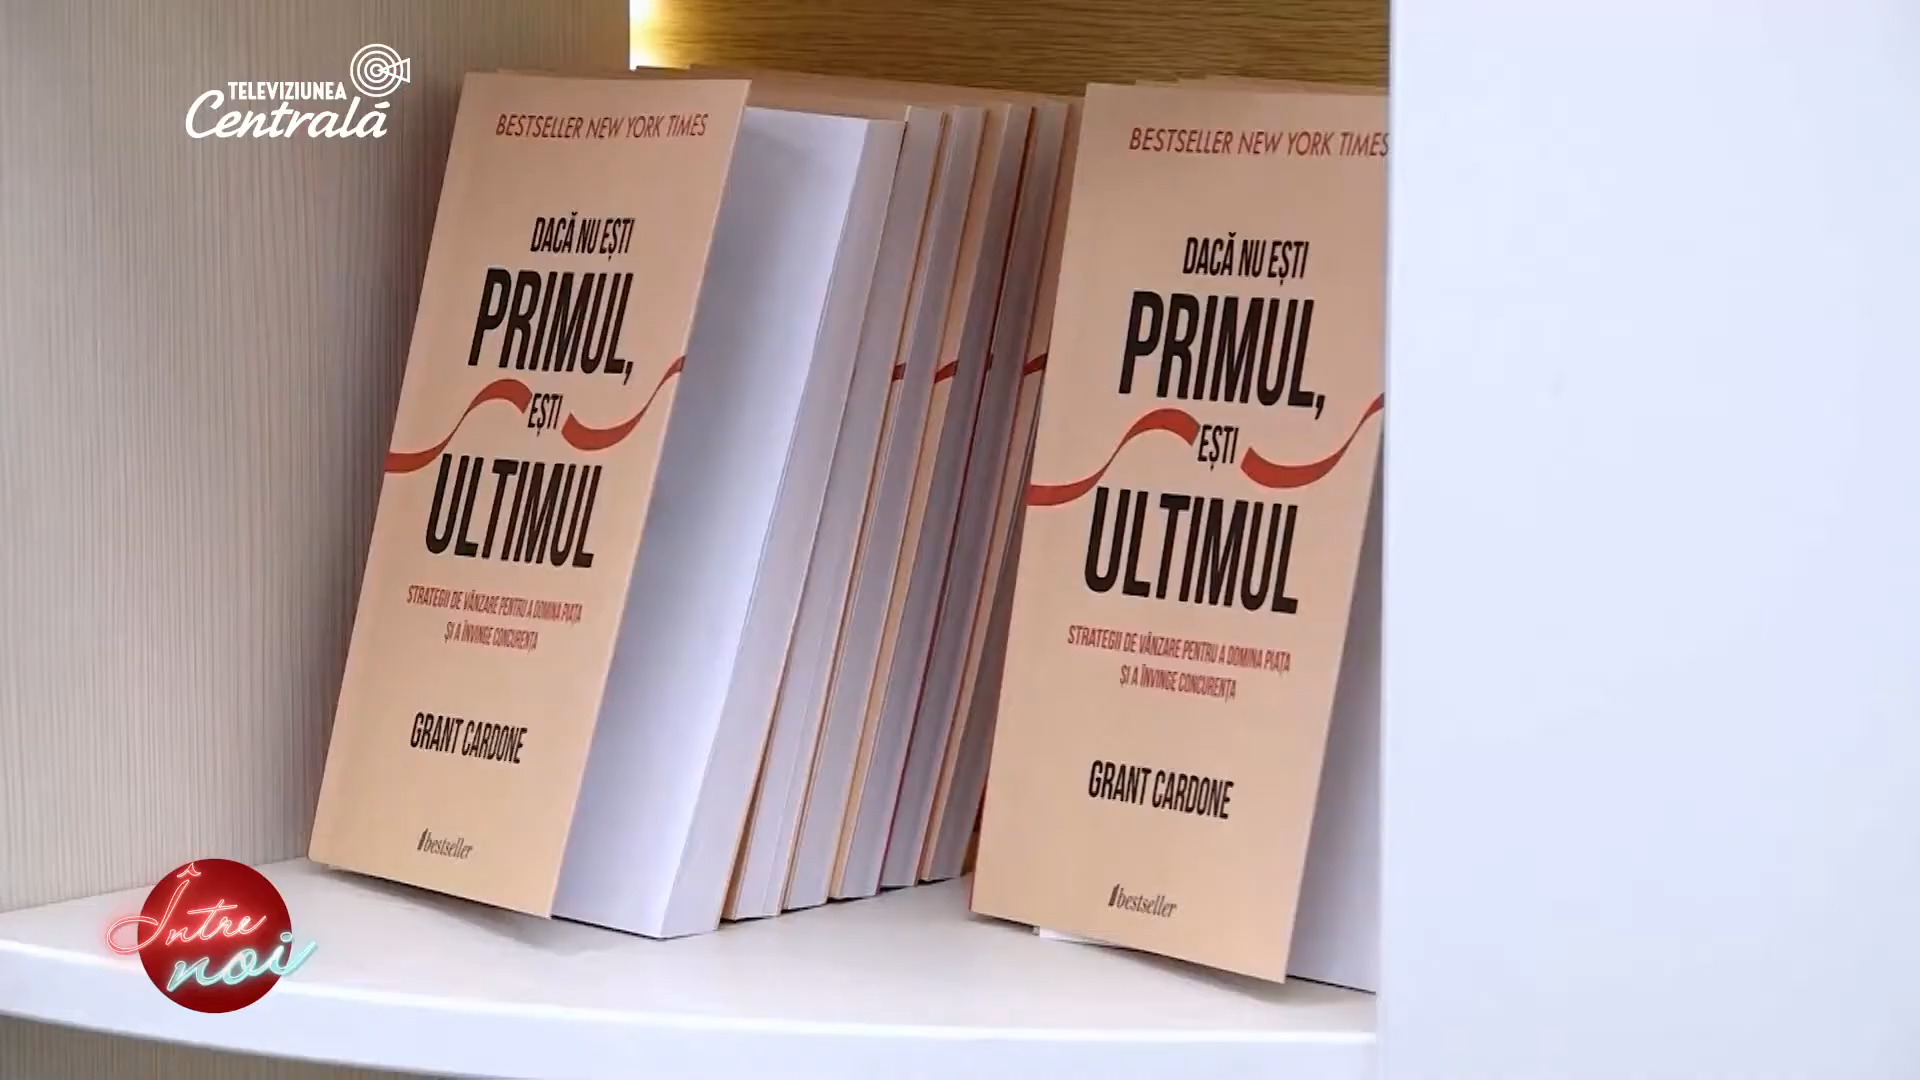 TELEVIZIUNEA
Centrală
BESTSELLER NEW YORK TIMES
DACĂ NU EȘTI
PRIMUL,
EȘTI
ULTIMUL
STRATEGII DE VÂNZARE PENTRU A DOMINA PIAȚA
ȘI A ÎNVINGE CONCURENȚA
GRANT CARDONE
bestseller
BESTSELLER NEW YORK TIMES
DACĂ NU EȘTI
PRIMUL,
EȘTI
ULTIMUL
STRATEGII DE VÂNZARE PENTRU A DOMINA PIAȚA
ȘI A ÎNVINGE CONCURENȚA
GRANT CARDONE
bestseller
Între
noi